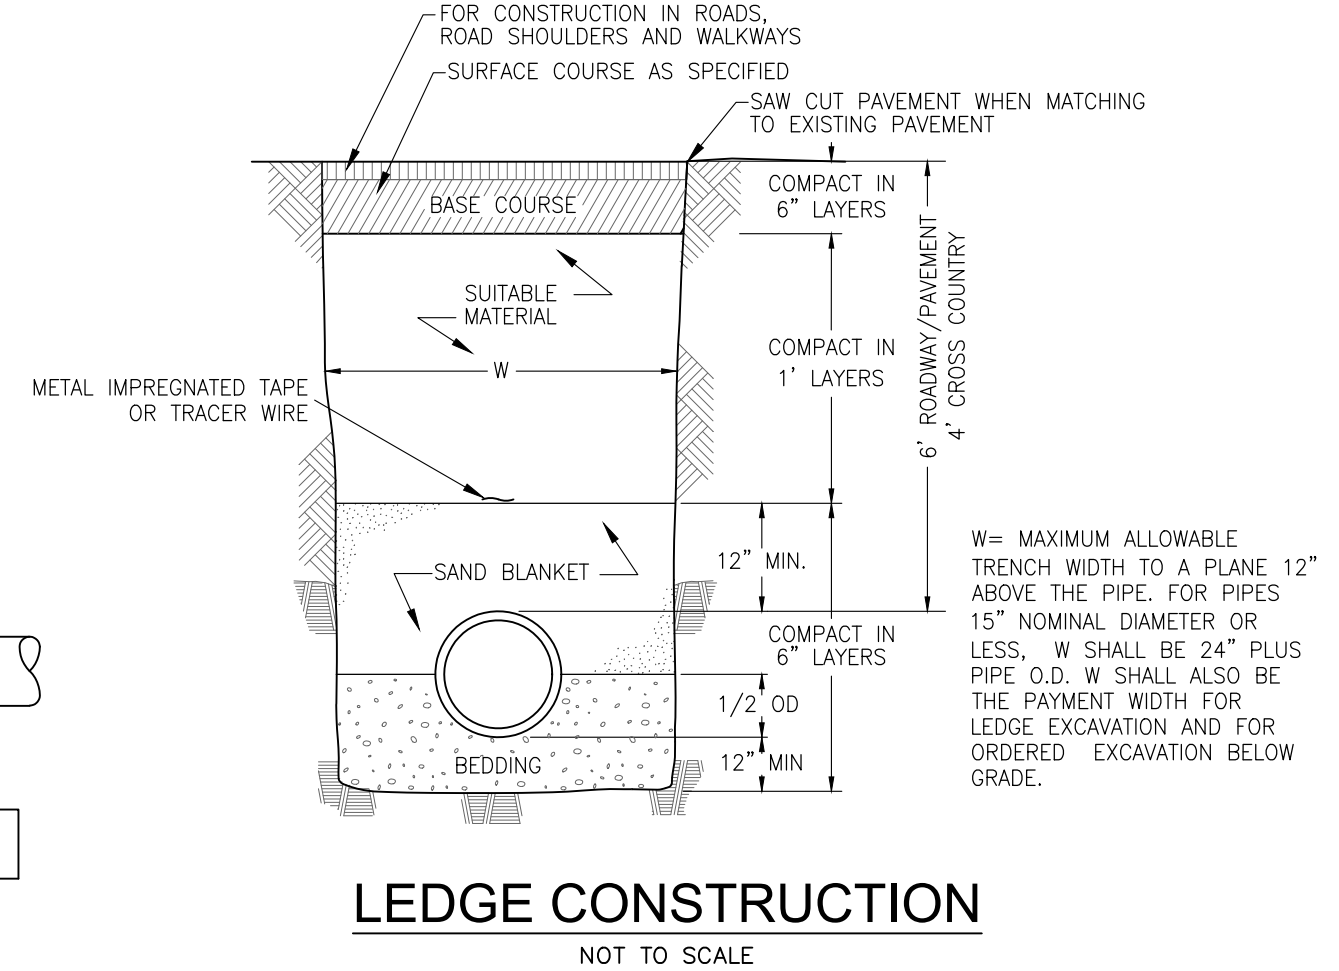 FOR CONSTRUCTION IN ROADS,
ROAD SHOULDERS AND WALKWAYS
SURFACE COURSE AS SPECIFIED
SAW CUT PAVEMENT WHEN MATCHING
TO EXISTING PAVEMENT
COMPACT IN
6” LAYERS
BASE COURSE
6’ ROADWAY/PAVEMENT
4’ CROSS COUNTRY
SUITABLE
MATERIAL
COMPACT IN
1’ LAYERS
W
METAL IMPREGNATED TAPE
OR TRACER WIRE
12” MIN.
SAND BLANKET
COMPACT IN
6” LAYERS
1/2 OD
12” MIN
BEDDING
W= MAXIMUM ALLOWABLE
TRENCH WIDTH TO A PLANE 12”
ABOVE THE PIPE. FOR PIPES
15” NOMINAL DIAMETER OR
LESS, W SHALL BE 24” PLUS
PIPE O.D. W SHALL ALSO BE
THE PAYMENT WIDTH FOR
LEDGE EXCAVATION AND FOR
ORDERED EXCAVATION BELOW
GRADE.
LEDGE CONSTRUCTION
NOT TO SCALE